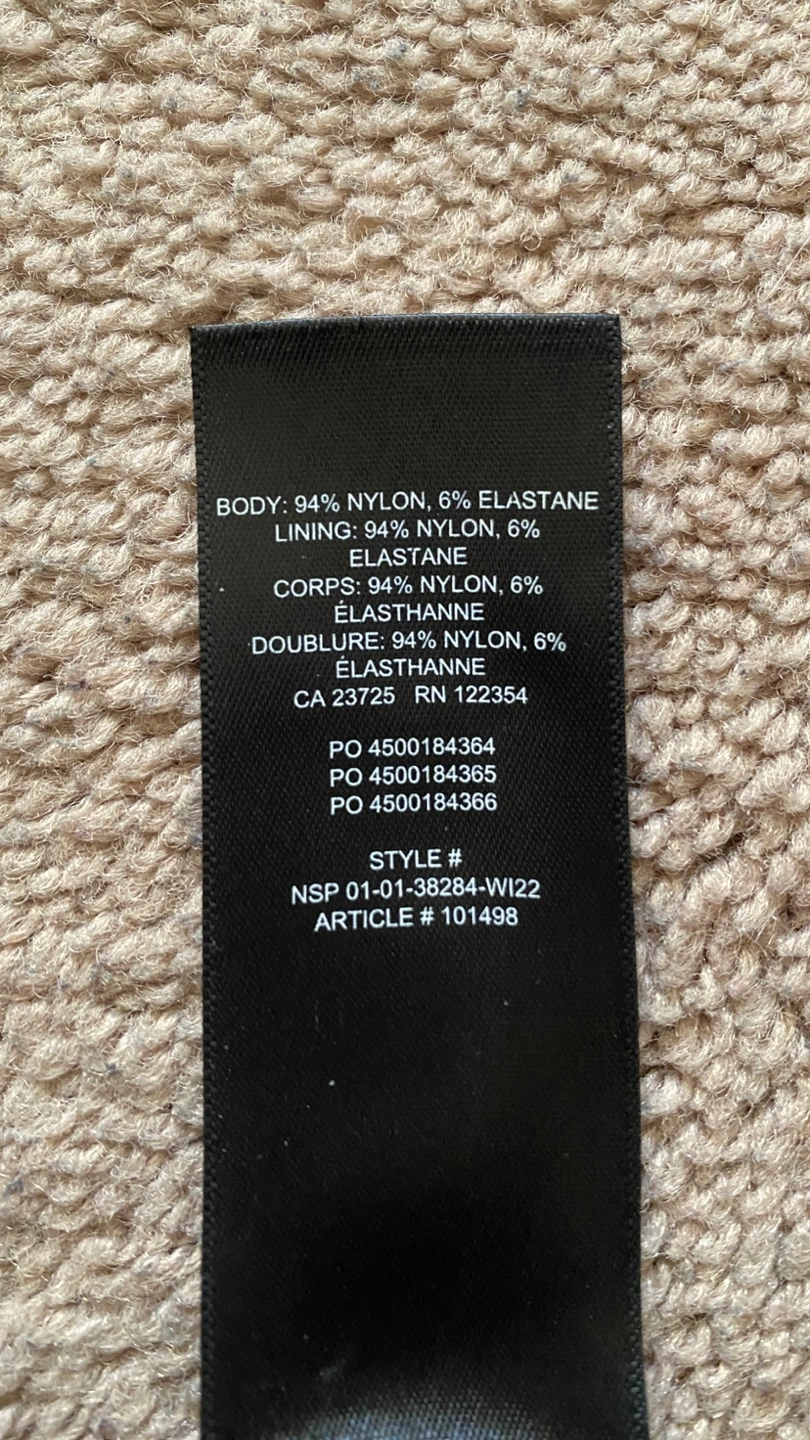 BODY: 94% NYLON, 6% ELASTANE
LINING: 94% NYLON, 6%
ELASTANE
CORPS: 94% NYLON, 6%
ÉLASTHANNE
DOUBLURE: 94% NYLON, 6%
ÉLASTHANNE
CA 23725 RN 122354
PO 4500184364
PO 4500184365
PO 4500184366
STYLE #
NSP 01-01-38284-WI22
ARTICLE # 101498